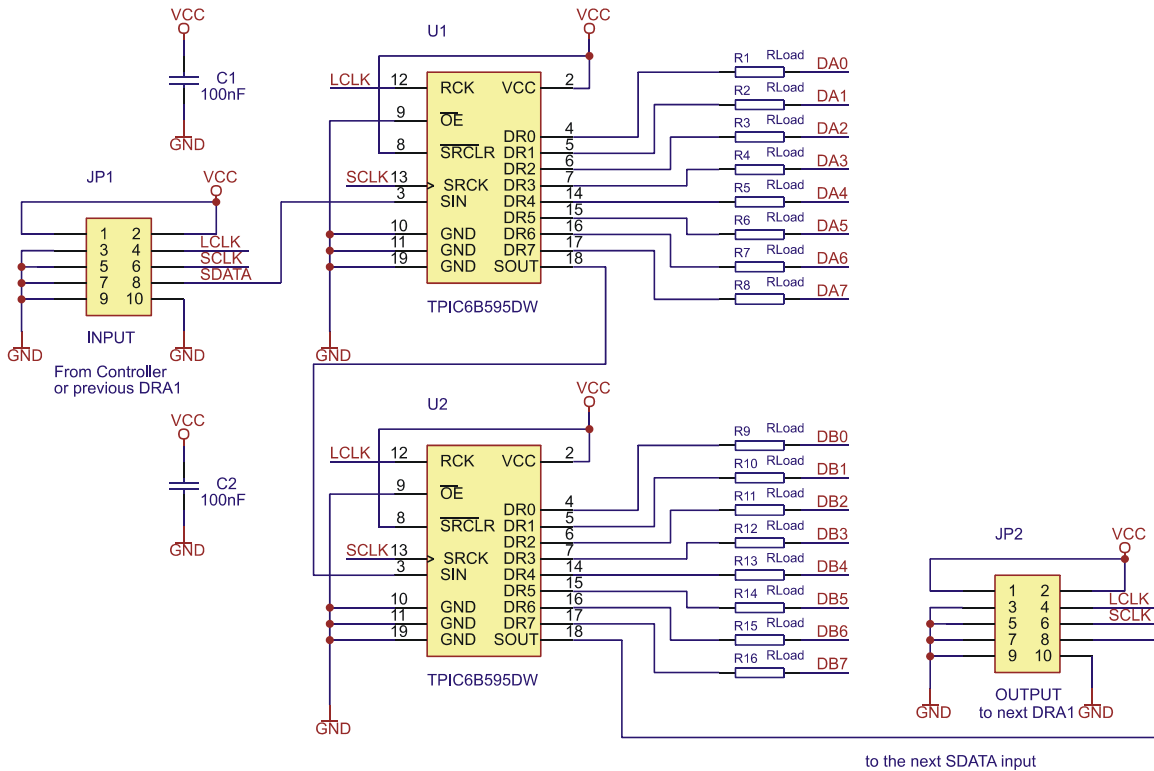 VCC
C1
100nF
GND
JP1
VCC
1 2
3 4
5 6
7 8
9 10
LCLK
SCLK
SDATA
GND
INPUT
GND
From Controller
or previous DRA1
VCC
C2
100nF
GND
U1
VCC
LCLK 12 RCK
9 OE
8 SRCLR
SCLK 13 SRCK
3 SIN
10 GND
11 GND
19 GND
VCC 2
DR0 4
DR1 5
DR2 6
DR3 7
DR4 14
DR5 15
DR6 16
DR7 17
SOUT 18
TPIC6B595DW
GND
R1 RLoad DA0
R2 RLoad DA1
R3 RLoad DA2
R4 RLoad DA3
R5 RLoad DA4
R6 RLoad DA5
R7 RLoad DA6
R8 RLoad DA7
U2
VCC
LCLK 12 RCK
9 OE
8 SRCLR
SCLK 13 SRCK
3 SIN
10 GND
11 GND
19 GND
VCC 2
DR0 4
DR1 5
DR2 6
DR3 7
DR4 14
DR5 15
DR6 16
DR7 17
SOUT 18
TPIC6B595DW
GND
R9 RLoad DB0
R10 RLoad DB1
R11 RLoad DB2
R12 RLoad DB3
R13 RLoad DB4
R14 RLoad DB5
R15 RLoad DB6
R16 RLoad DB7
JP2
VCC
1 2
3 4
5 6
7 8
9 10
LCLK
SCLK
OUTPUT
to next DRA1
GND
GND
to the next SDATA input